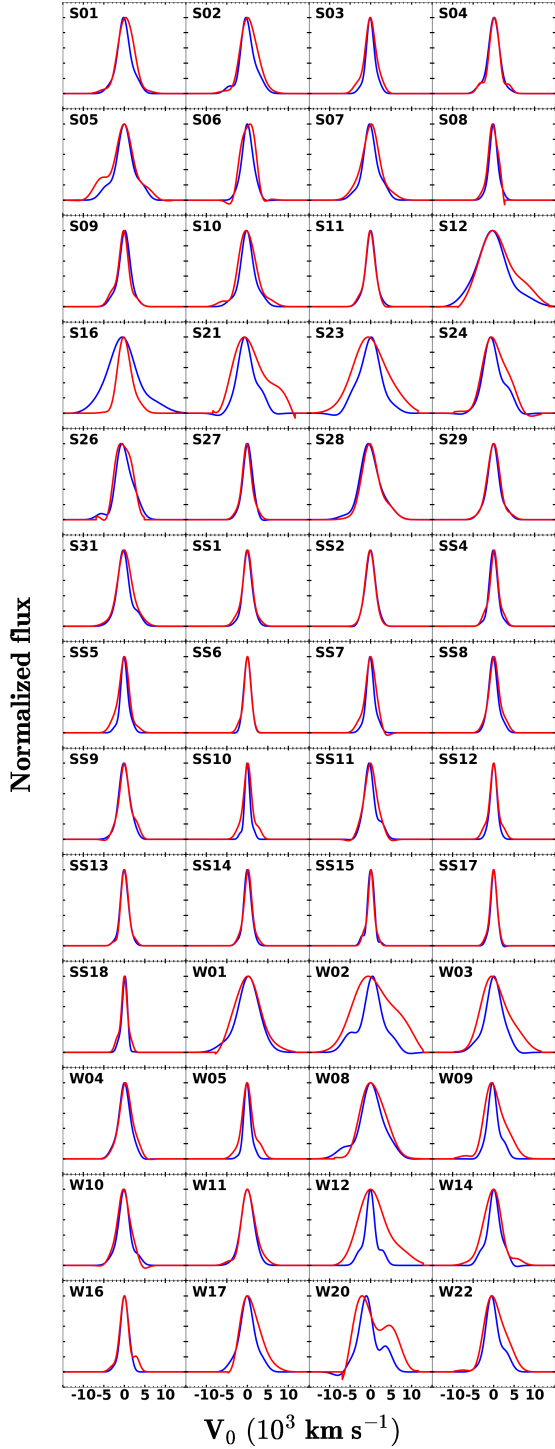 S01 S02 S03 S04
S05 S06 S07 S08
S09 S10 S11 S12
S16 S21 S23 S24
S26 S27 S28 S29
S31 SS1 SS2 SS4
SS5 SS6 SS7 SS8
SS9 SS10 SS11 SS12
SS13 SS14 SS15 SS17
SS18 W01 W02 W03
W04 W05 W08 W09
W10 W11 W12 W14
W16 W17 W20 W22
Normalized flux
-10 -5 0 5 10 -10 -5 0 5 10 -10 -5 0 5 10 -10 -5 0 5 10
V₀ (10³ km s⁻¹)